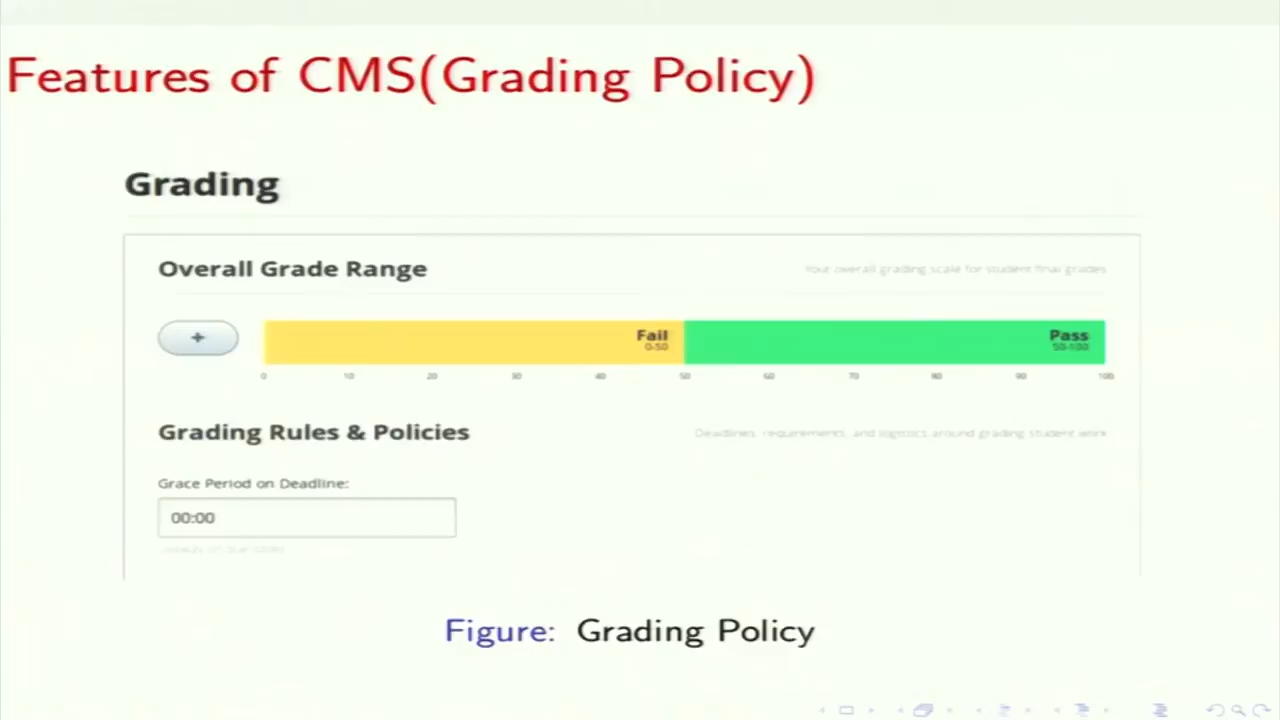 Features of CMS(Grading Policy)
Grading
Overall Grade Range
Your overall grading scale for student final grades
+
Fail
0-50
Pass
50-100
0 10 20 30 40 50 60 70 80 90 100
Grading Rules & Policies
Deadlines, requirements, and logistics around grading student work
Grace Period on Deadline:
00:00
Figure: Grading Policy